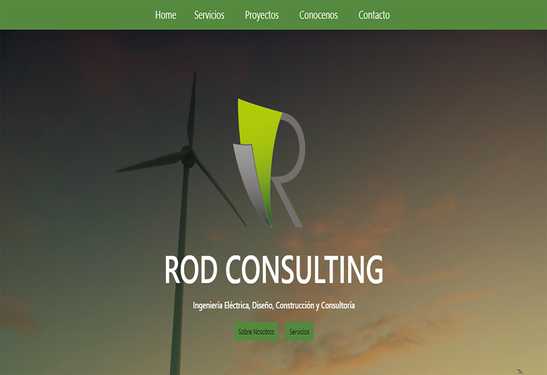 Home Servicios Proyectos Conocenos Contacto
R
ROD CONSULTING
Ingeniería Eléctrica, Diseño, Construcción y Consultoría
Sobre Nosotros Servicios